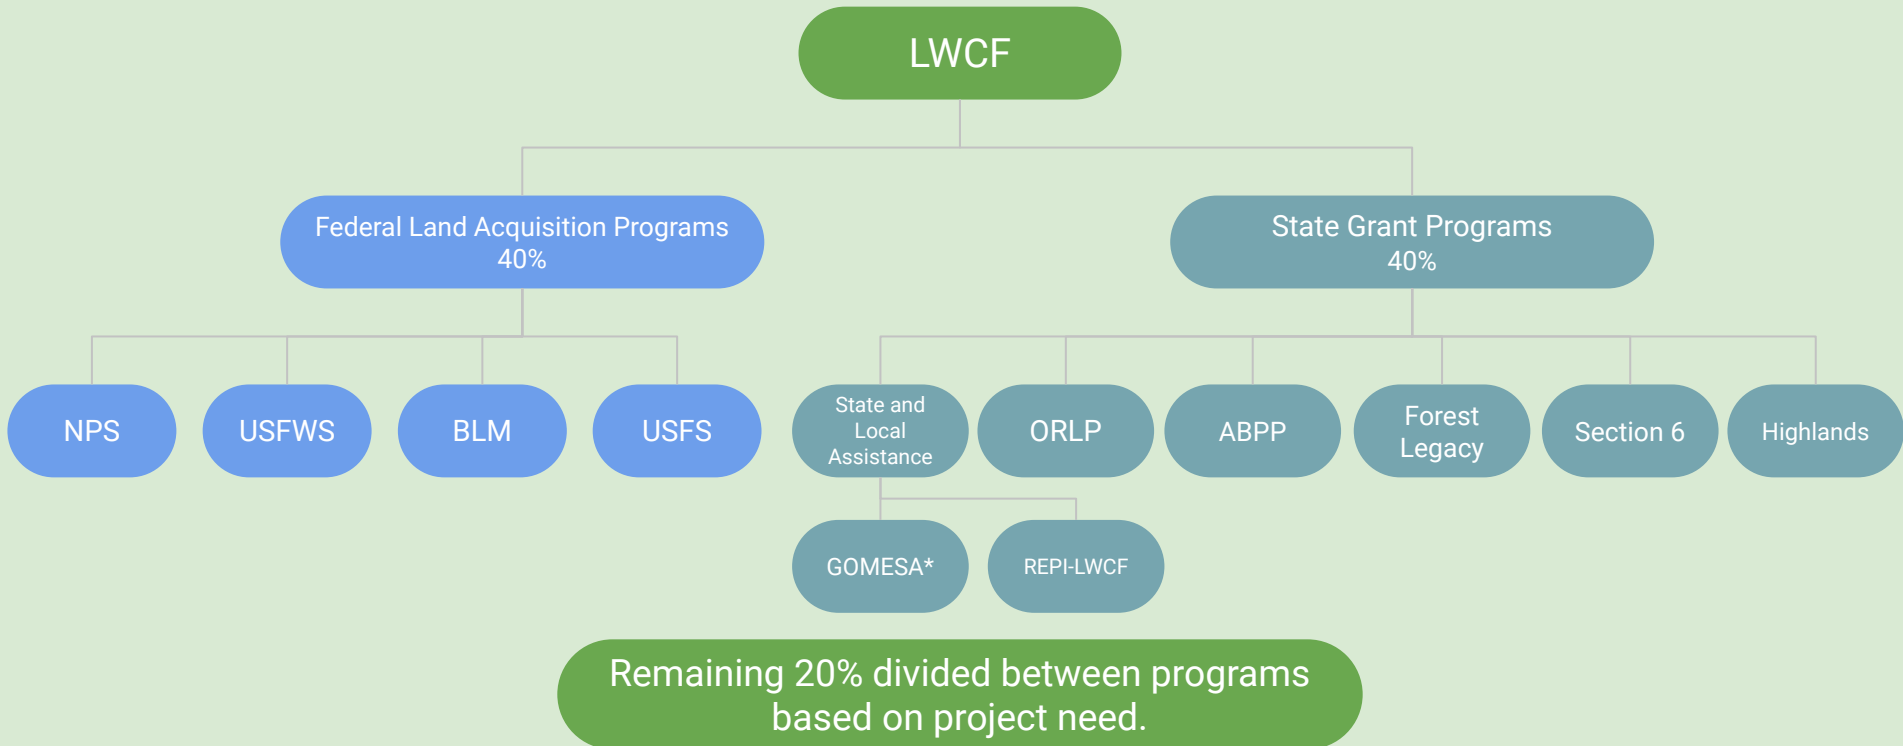 LWCF
Federal Land Acquisition Programs
40%
State Grant Programs
40%
NPS
USFWS
BLM
USFS
State and
Local
Assistance
ORLP
ABPP
Forest
Legacy
Section 6
Highlands
GOMESA*
REPI-LWCF
Remaining 20% divided between programs
based on project need.